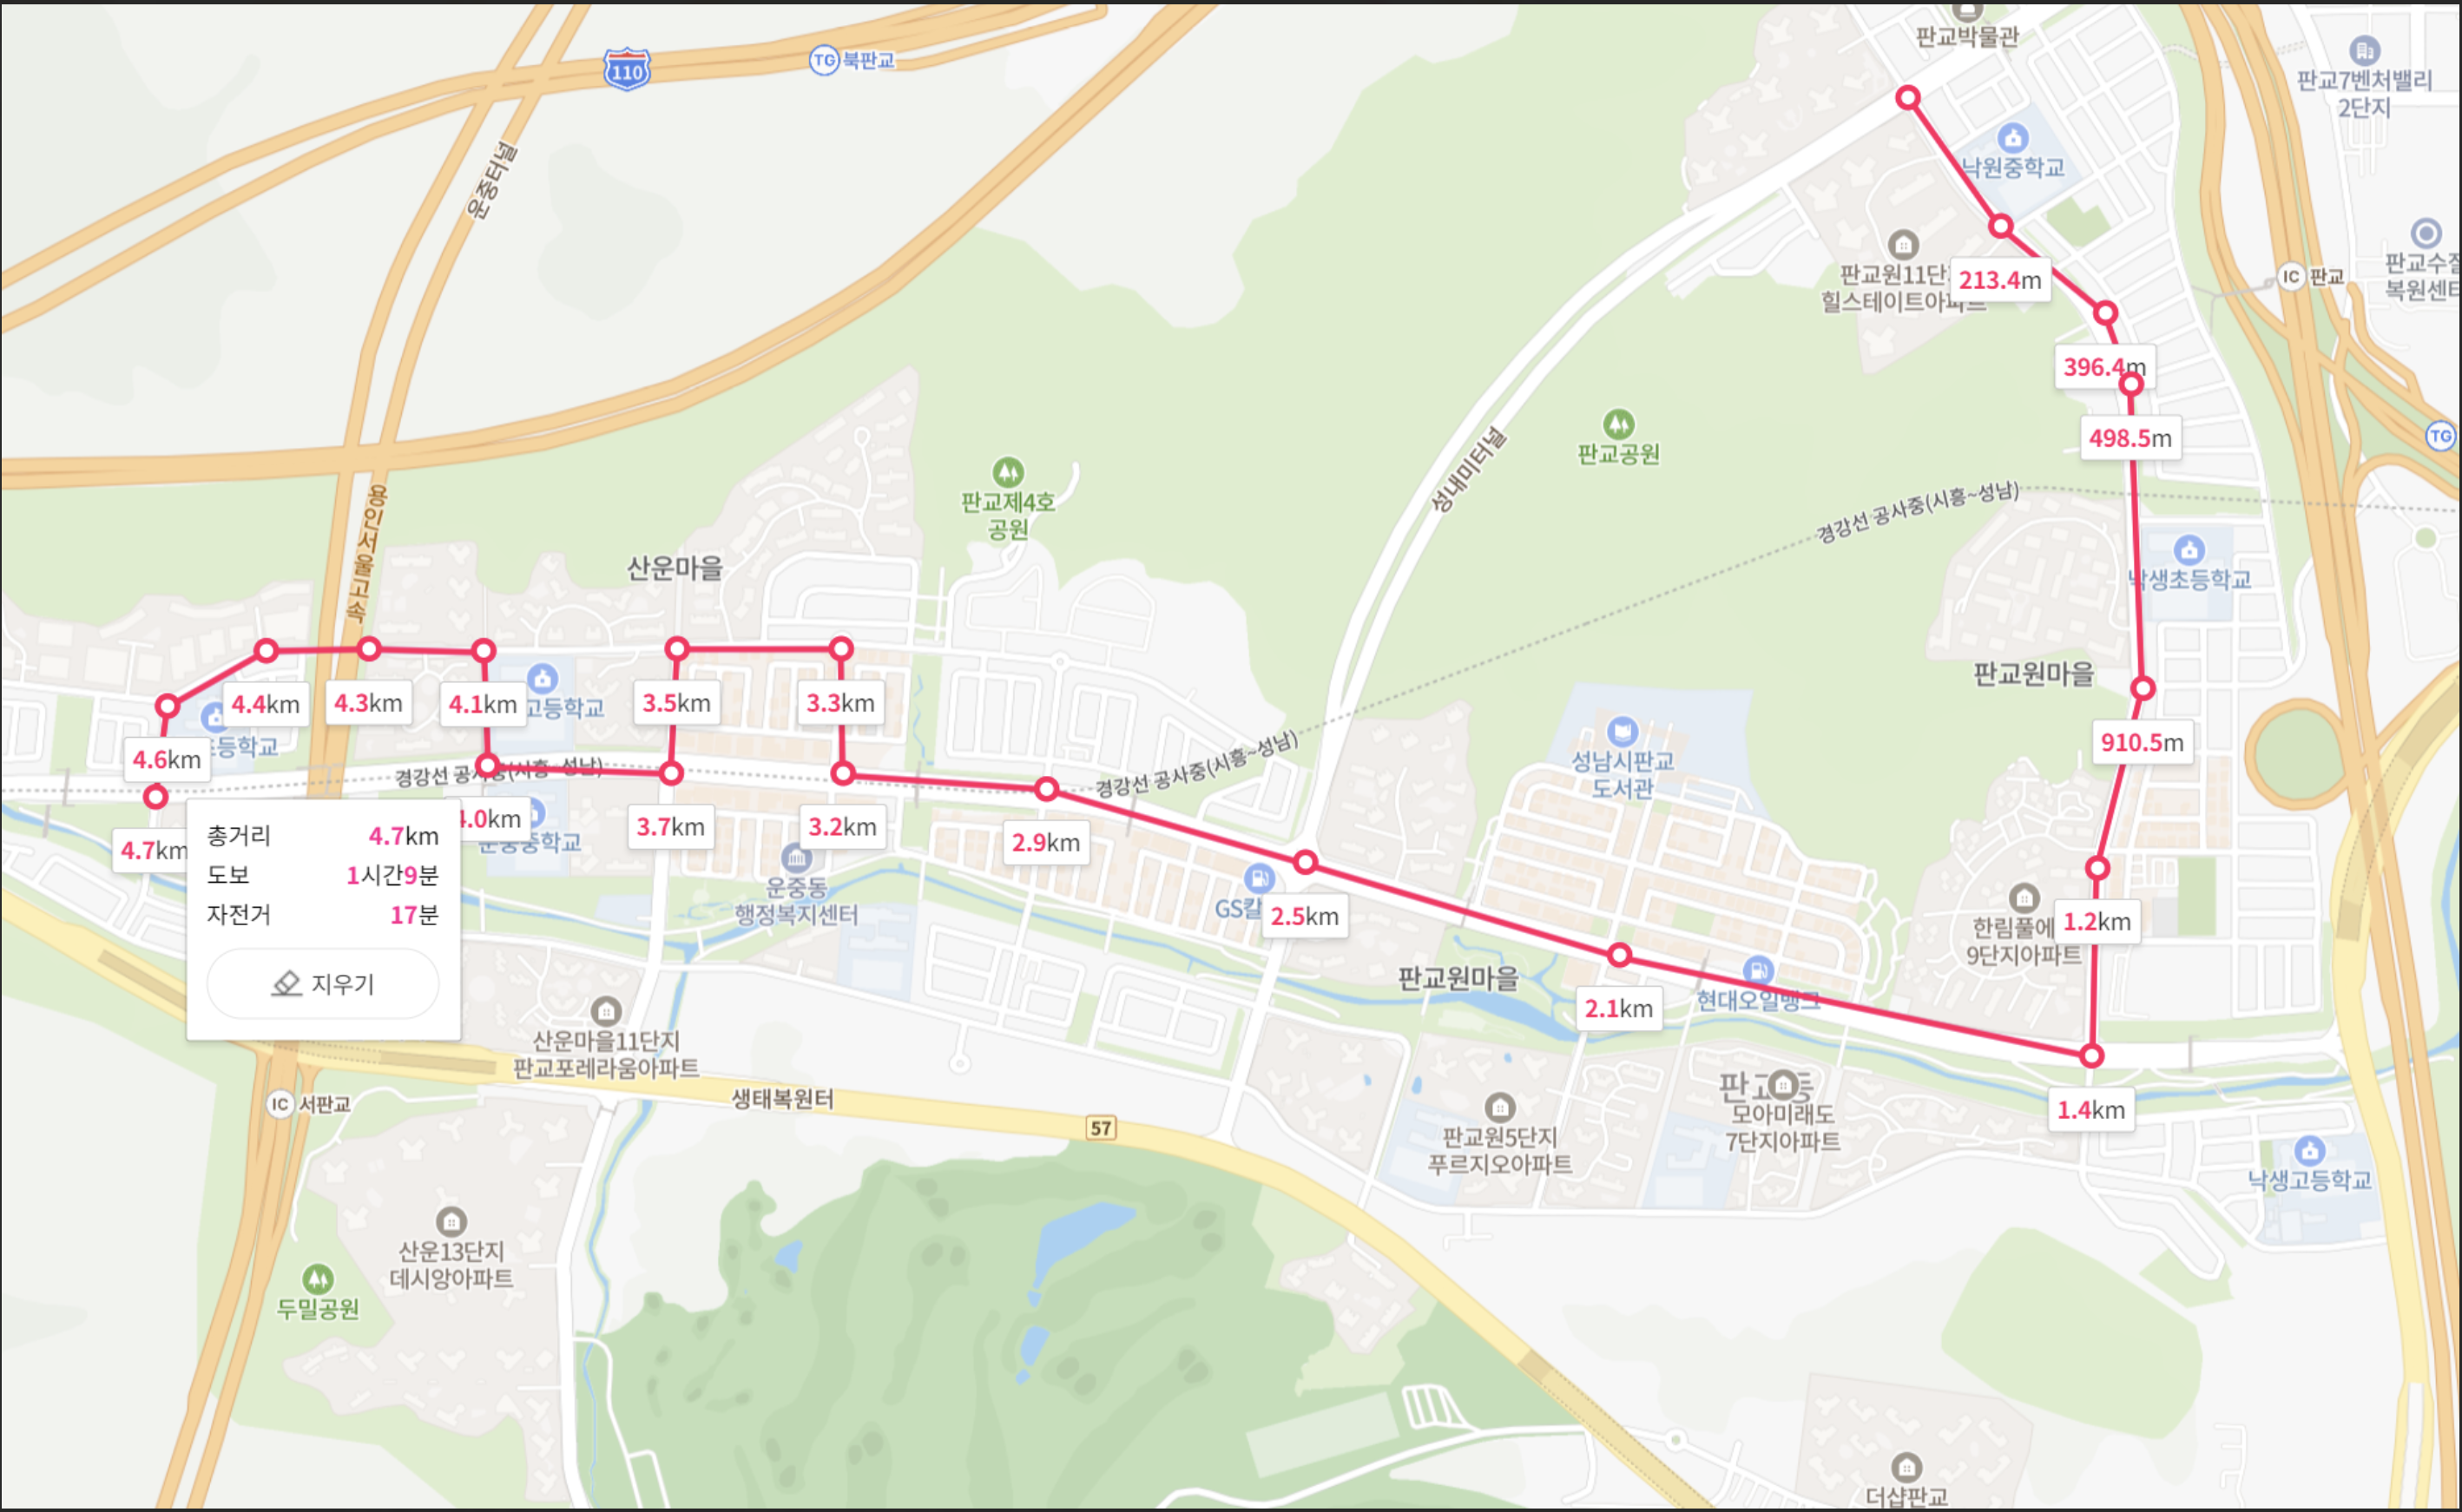 판교박물관
110
TG 북판교
판교7벤처밸리
2단지
운중터널
낙원중학교
판교원11단
힐스테이트아파트
213.4m
IC 판교
판교수질
복원센터
396.4m
498.5m
TG
판교공원
성내미터널
판교제4호
공원
경강선 공사중(시흥~성남)
용인서울고속
산운마을
낙생초등학교
판교원마을
4.4km
4.3km
4.1km
고등학교
3.5km
3.3km
초등학교
4.6km
경강선 공사중(시흥~성남)
경강선 공사중(시흥~성남)
성남시판교
도서관
910.5m
4.7km
총거리 4.7km
도보 1시간9분
자전거 17분
지우기
4.0km
운중중학교
3.7km
3.2km
2.9km
운중동
행정복지센터
GS칼
2.5km
한림풀에
9단지아파트
1.2km
판교원마을
2.1km
현대오일뱅크
산운마을11단지
판교포레라움아파트
IC 서판교
생태복원터
57
판교원5단지
푸르지오아파트
판교동
모아미래도
7단지아파트
1.4km
낙생고등학교
산운13단지
데시앙아파트
두밀공원
더샵판교